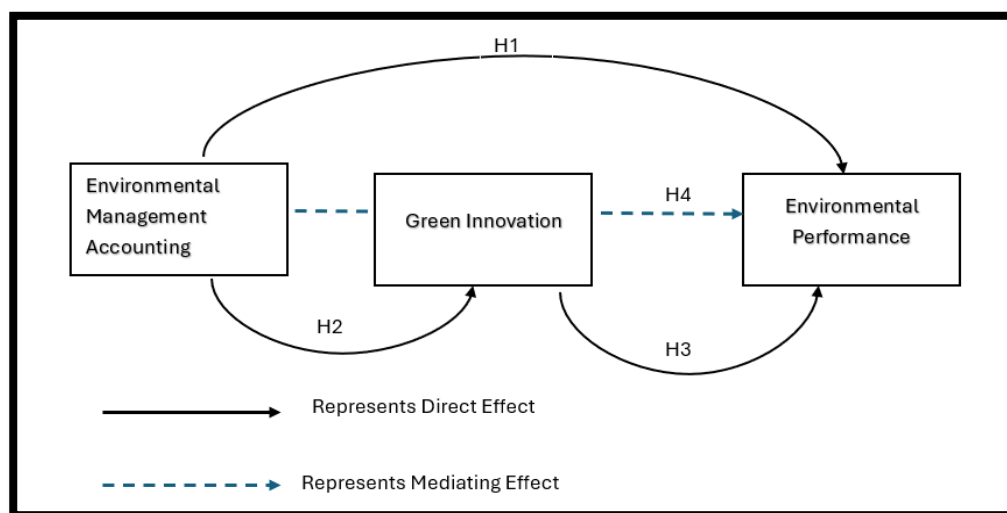 H1
Environmental
Management
Accounting
Green Innovation
H4
Environmental
Performance
H2
H3
Represents Direct Effect
Represents Mediating Effect